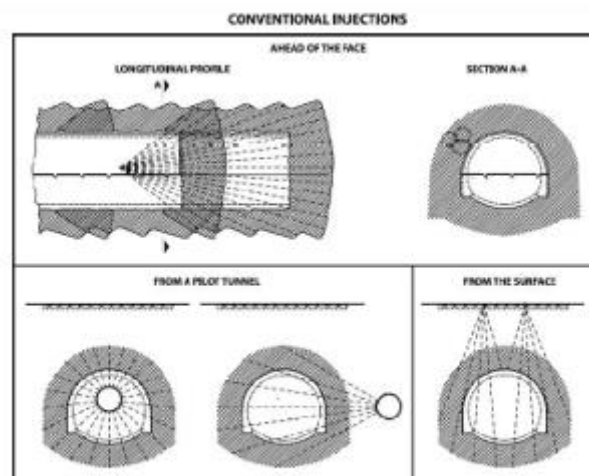 CONVENTIONAL INJECTIONS
AHEAD OF THE FACE
LONGITUDINAL PROFILE
SECTION A-A
A
FROM A PILOT TUNNEL
FROM THE SURFACE